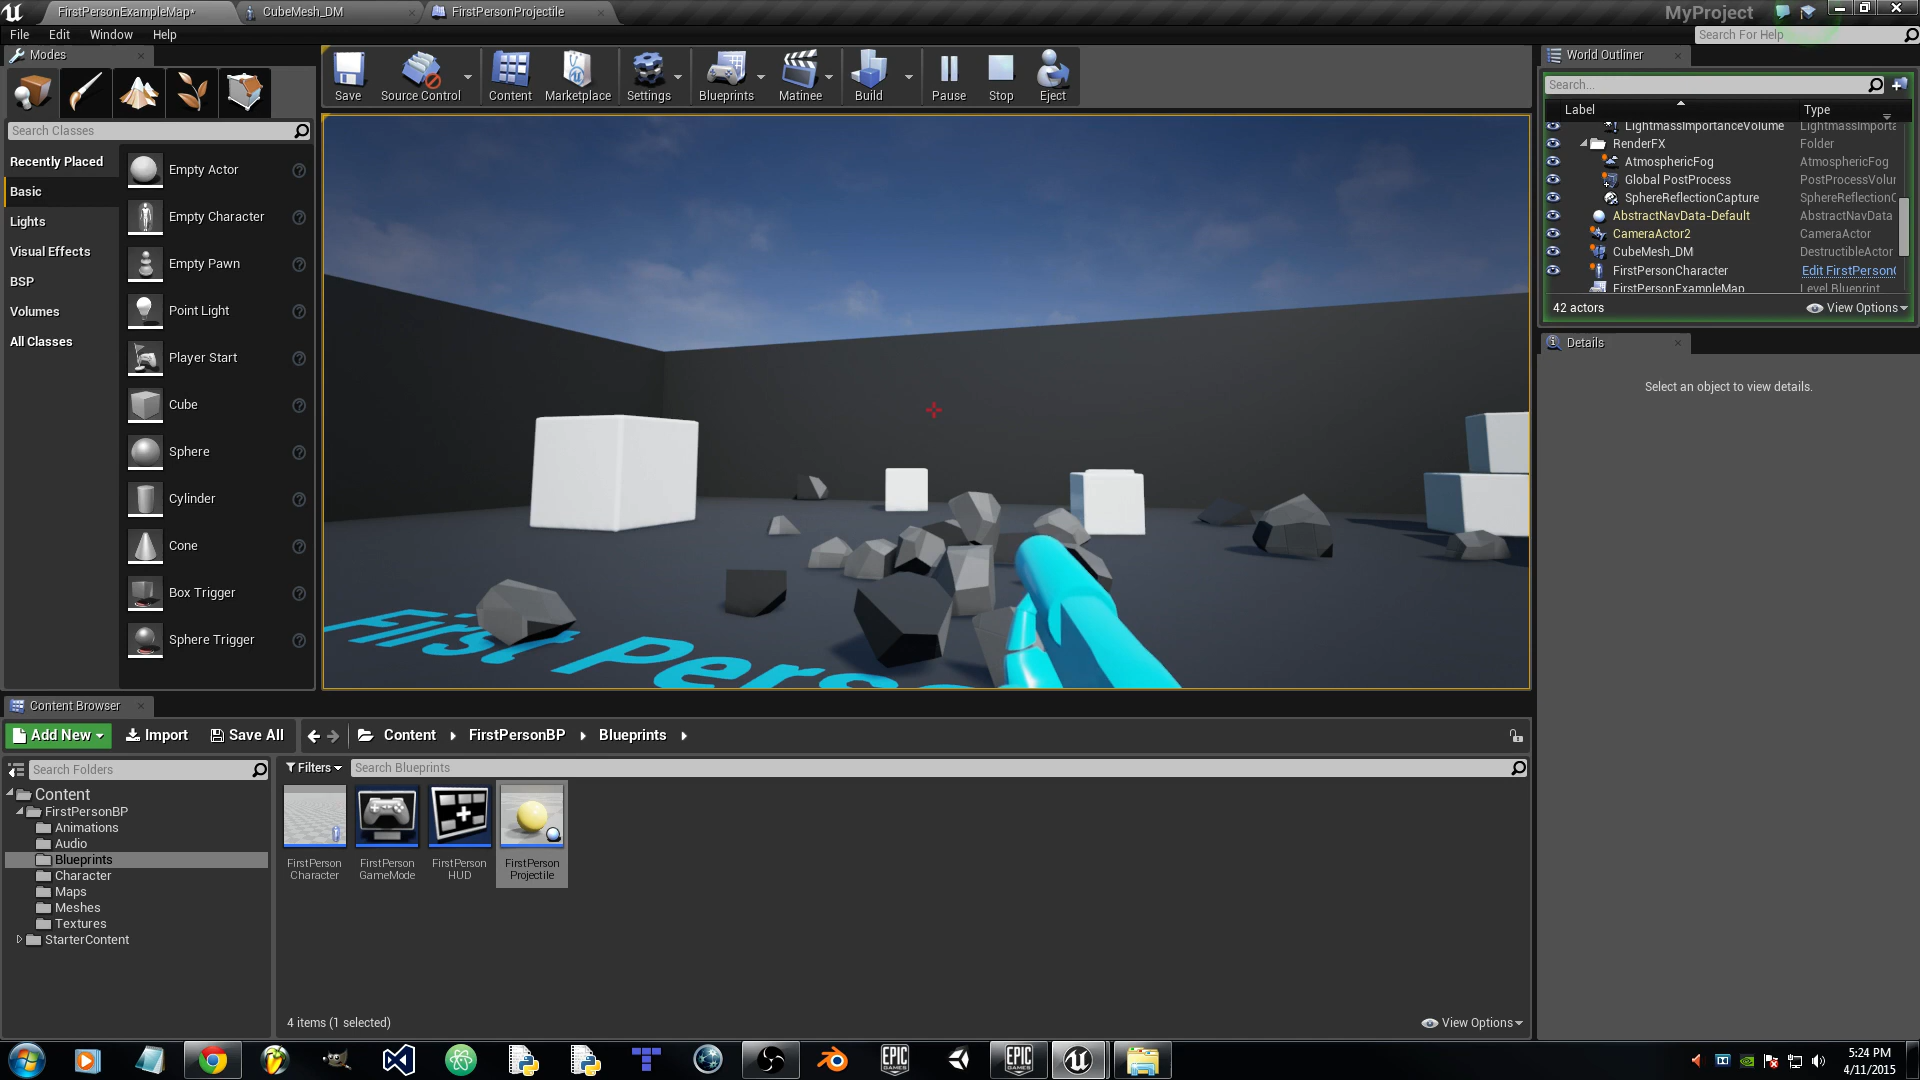 FirstPersonExampleMap*
CubeMesh_DM
FirstPersonProjectile
MyProject
File Edit Window Help
Search For Help
Modes
Search Classes
Recently Placed
Basic
Lights
Visual Effects
BSP
Volumes
All Classes
Empty Actor
Empty Character
Empty Pawn
Point Light
Player Start
Cube
Sphere
Cylinder
Cone
Box Trigger
Sphere Trigger
Save
Source Control
Content
Marketplace
Settings
Blueprints
Matinee
Build
Pause
Stop
Eject
First Perso
World Outliner
Search...
Label Type
LightmassImportanceVolume LightmassImporta
RenderFX Folder
AtmosphericFog AtmosphericFog
Global PostProcess PostProcessVolur
SphereReflectionCapture SphereReflectionC
AbstractNavData-Default AbstractNavData
CameraActor2 CameraActor
CubeMesh_DM DestructibleActor
FirstPersonCharacter Edit FirstPerson(
FirstPersonExampleMap Level Blueprint
42 actors
View Options
Details
Select an object to view details.
Content Browser
Add New
Import
Save All
Content
FirstPersonBP
Blueprints
Search Folders
Content
FirstPersonBP
Animations
Audio
Blueprints
Character
Maps
Meshes
Textures
StarterContent
Filters
Search Blueprints
FirstPerson
Character
FirstPerson
GameMode
FirstPerson
HUD
FirstPerson
Projectile
4 items (1 selected)
View Options
EPIC
GAMES
EPIC
GAMES
5:24 PM
4/11/2015